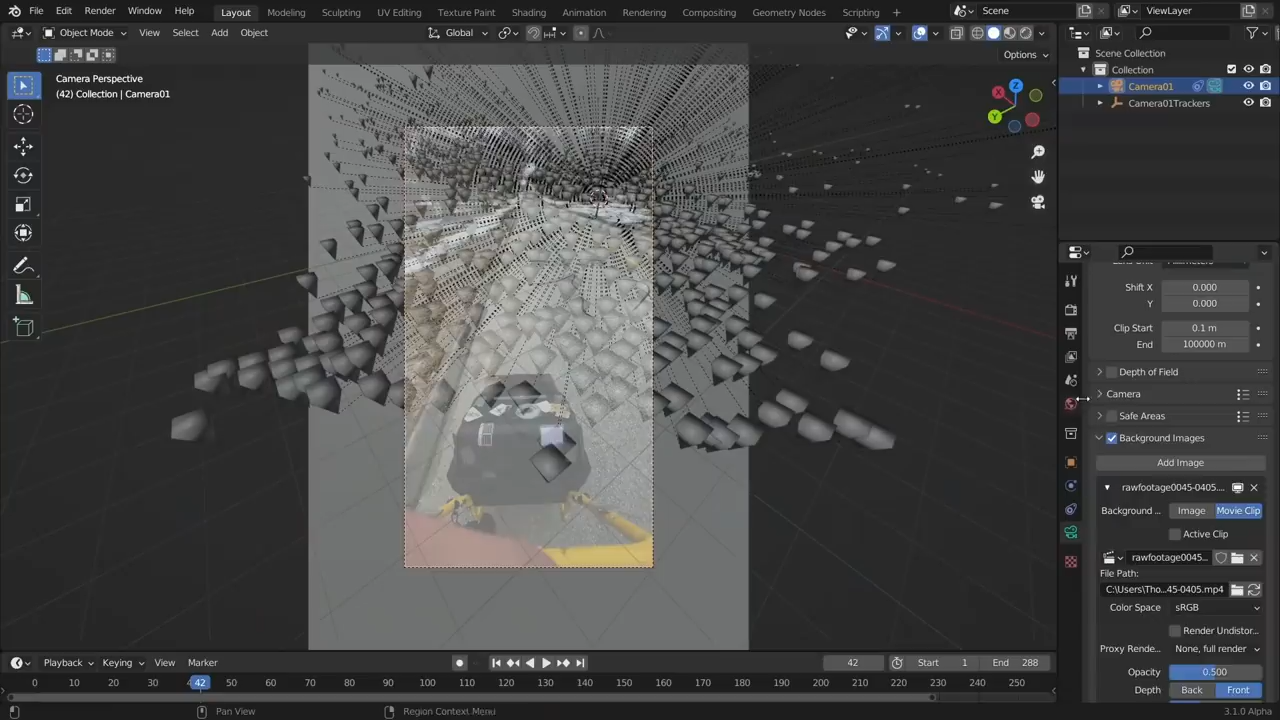 File Edit Render Window Help Layout Modeling Sculpting UV Editing Texture Paint Shading Animation Rendering Compositing Geometry Nodes Scripting + Scene ViewLayer
Object Mode View Select Add Object Global
Options
Camera Perspective
(42) Collection | Camera01
X
Y
Z
Scene Collection
Collection
Camera01
Camera01Trackers
Shift X 0.000
Y 0.000
Clip Start 0.1 m
End 100000 m
Depth of Field
Camera
Safe Areas
Background Images
Add Image
rawfootage0045-0405....
Background ... Image Movie Clip
Active Clip
rawfootage0045...
File Path:
C:\Users\Tho...45-0405.mp4
Color Space sRGB
Render Undistor...
Proxy Rende... None, full render
Opacity 0.500
Depth Back Front
Playback Keying View Marker 42 Start 1 End 288
0 10 20 30 42 50 60 70 80 90 100 110 120 130 140 150 160 170 180 190 200 210 220 230 240 250
Pan View Region Context Menu 3.1.0 Alpha